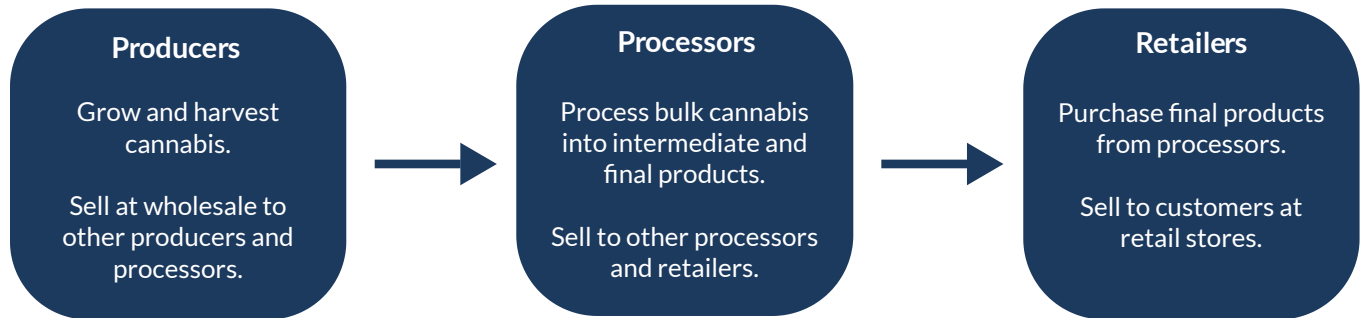 Producers
Grow and harvest
cannabis.
Sell at wholesale to
other producers and
processors.
Processors
Process bulk cannabis
into intermediate and
final products.
Sell to other processors
and retailers.
Retailers
Purchase final products
from processors.
Sell to customers at
retail stores.